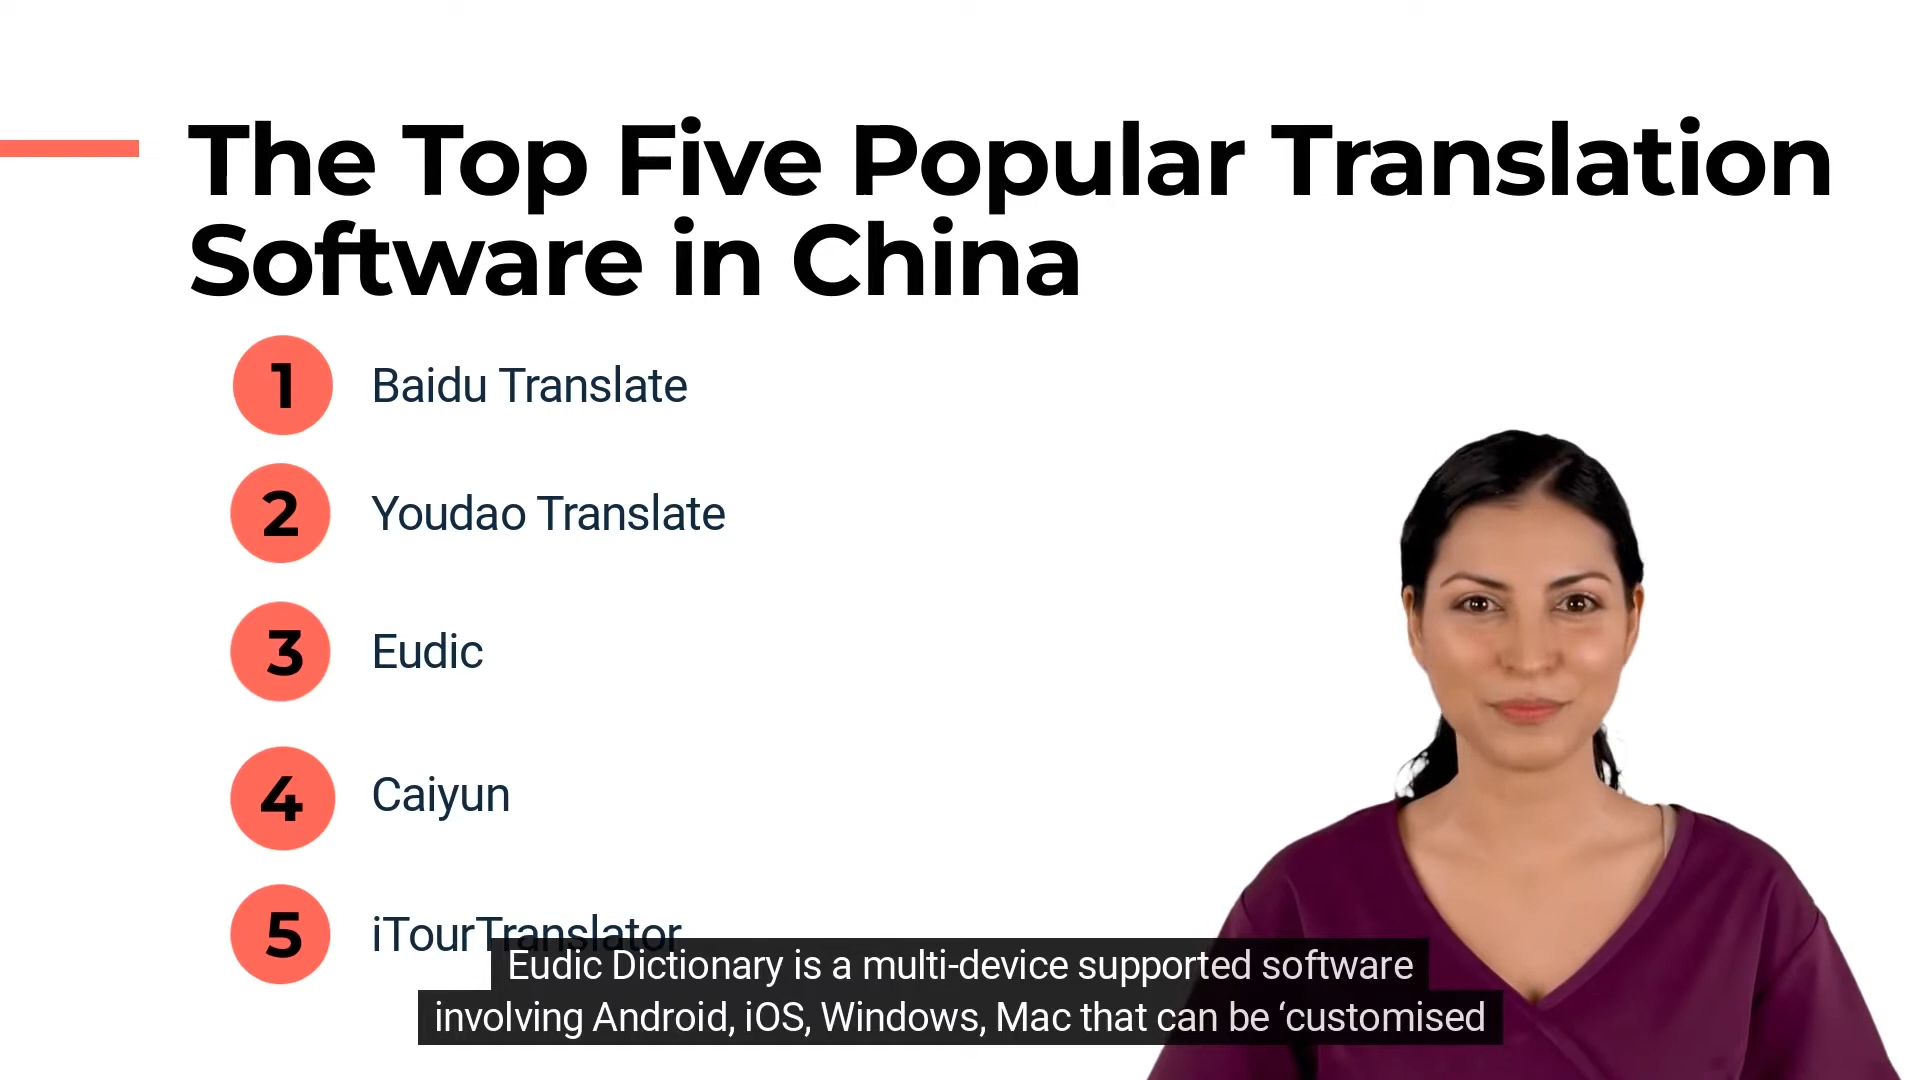 The Top Five Popular Translation
Software in China
1 Baidu Translate
2 Youdao Translate
3 Eudic
4 Caiyun
5 iTourTranslator
Eudic Dictionary is a multi-device supported software
involving Android, iOS, Windows, Mac that can be ‘customised